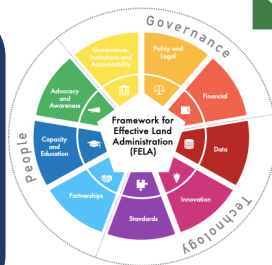 Governance
Governance,
Institutions and
Accountability
Policy and
Legal
Financial
Data
Technology
Innovation
Standards
Partnerships
People
Capacity
and
Education
Advocacy
and
Awareness
Framework for
Effective Land
Administration
(FELA)